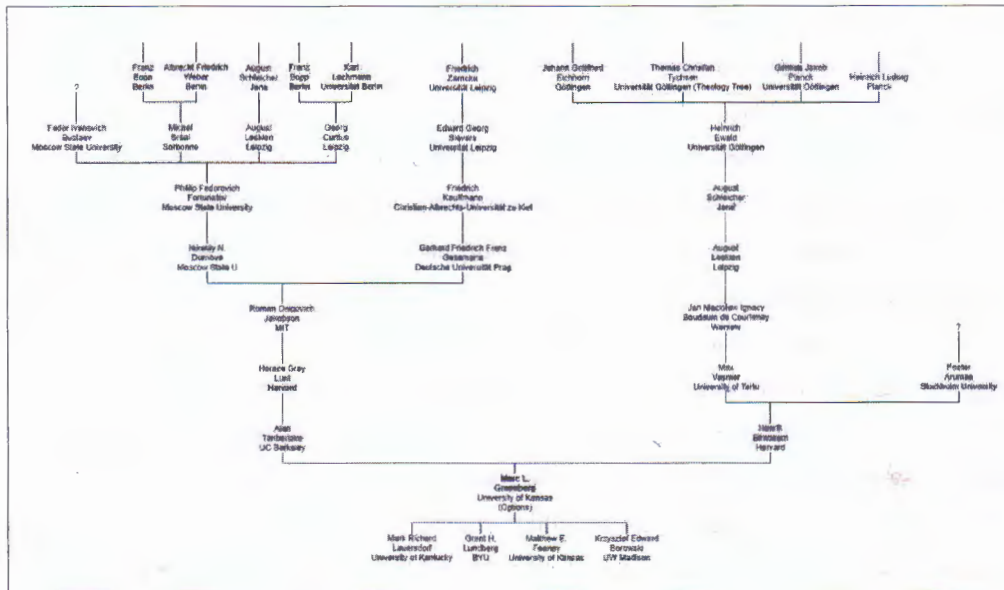 Franz
Bopp
Berlin
Albrecht Friedrich
Weber
Berlin
August
Schleicher
Jena
Franz
Bopp
Berlin
Karl
Lachmann
Universität Berlin
Friedrich
Zarncke
Universität Leipzig
Johann Gottfried
Eichhorn
Göttingen
Thomas Christian
Tychsen
Universität Göttingen (Theology Tree)
Jakob
Planck
Universität Göttingen
Heinrich Ludwig
Planck
?
Fedor Ivanovich
Buslaev
Moscow State University
Michel
Bréal
Sorbonne
August
Leskien
Leipzig
Georg
Curtius
Leipzig
Eduard Georg
Sievers
Universität Leipzig
Heinrich
Ewald
Universität Göttingen
Philip Fedorovich
Fortunatov
Moscow State University
Friedrich
Kauffmann
Christian-Albrechts-Universität zu Kiel
August
Schleicher
Jena
Nikolay N.
Durnovo
Moscow State U
Gerhard Friedrich Franz
Gesemann
Deutsche Universität Prag
August
Leskien
Leipzig
Roman Osipovich
Jakobson
MIT
Jan Niecisław Ignacy
Baudouin de Courtenay
Warsaw
?
Horace Gray
Lunt
Harvard
Max
Vasmer
University of Tartu
Peeter
Arumaa
Stockholm University
Alan
Timberlake
UC Berkeley
Henrik
Birnbaum
Harvard
Marc L.
Greenberg
University of Kansas
(Options)
Mark Richard
Lauersdorf
University of Kentucky
Grant H.
Lundberg
BYU
Matthew E.
Feeney
University of Kansas
Krzysztof Edward
Borowski
UW Madison